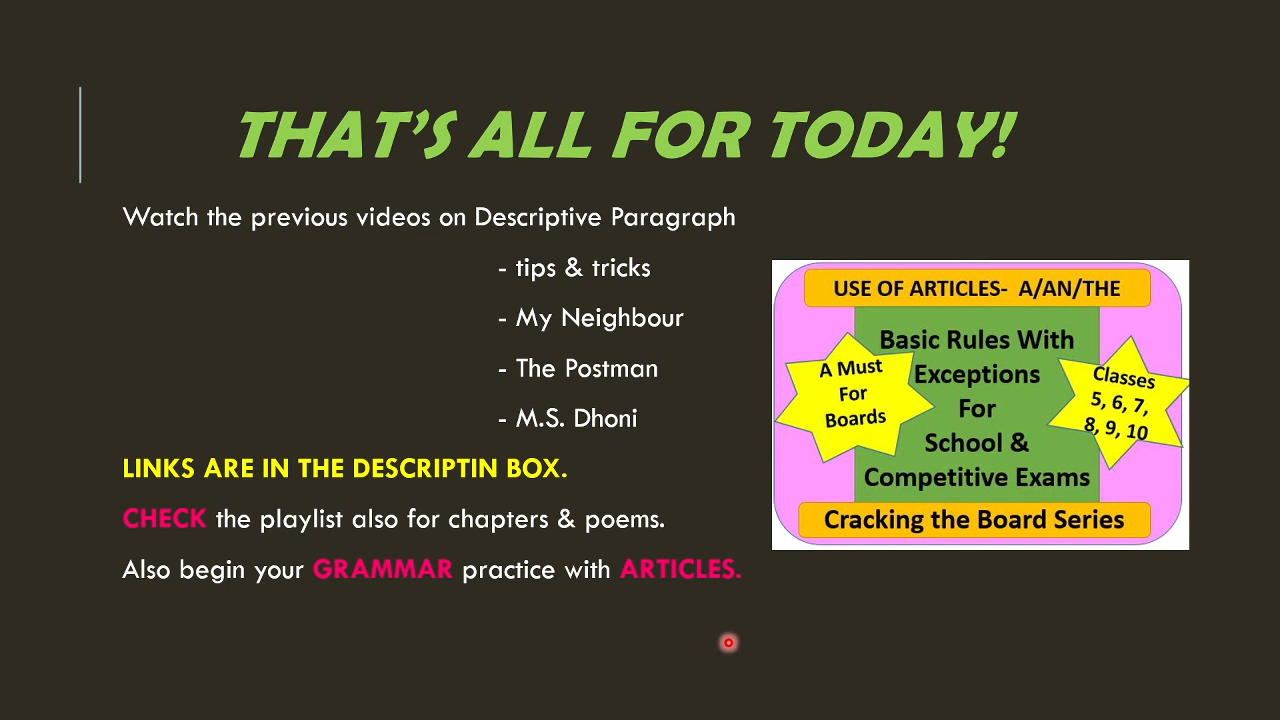 THAT'S ALL FOR TODAY!
Watch the previous videos on Descriptive Paragraph
- tips & tricks
- My Neighbour
- The Postman
- M.S. Dhoni
LINKS ARE IN THE DESCRIPTIN BOX.
CHECK the playlist also for chapters & poems.
Also begin your GRAMMAR practice with ARTICLES.
USE OF ARTICLES- A/AN/THE
Basic Rules With
Exceptions
For
School &
Competitive Exams
A Must
For
Boards
Classes
5, 6, 7,
8, 9, 10
Cracking the Board Series